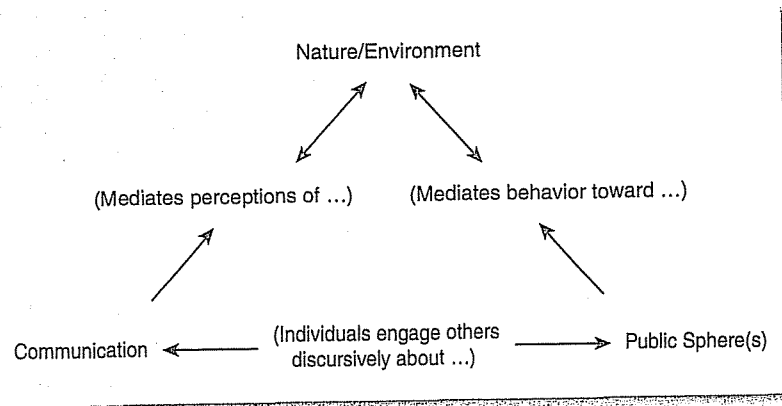 Nature/Environment
(Mediates perceptions of ...)
(Mediates behavior toward ...)
Communication
(Individuals engage others
discursively about ...)
Public Sphere(s)